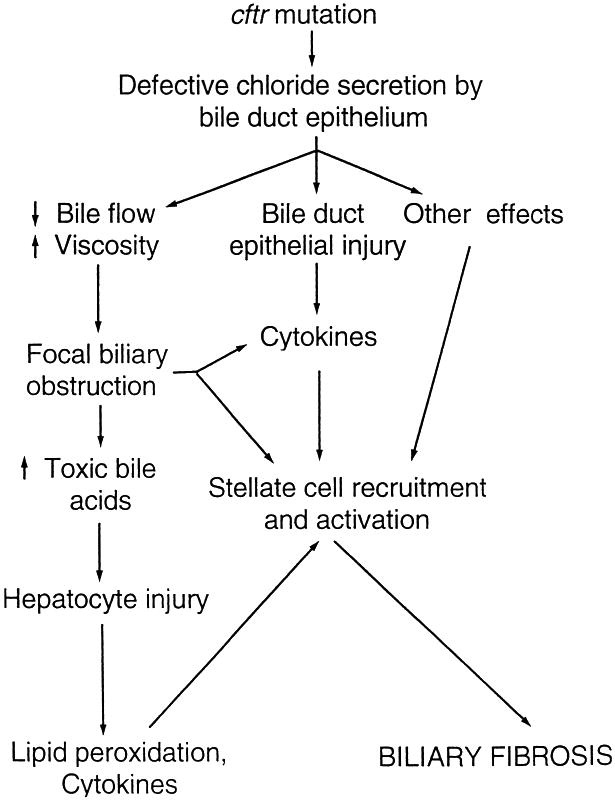 cftr mutation
Defective chloride secretion by
bile duct epithelium
↓ Bile flow
↑ Viscosity
Bile duct
epithelial injury
Other effects
Cytokines
Focal biliary
obstruction
↑ Toxic bile
acids
Stellate cell recruitment
and activation
Hepatocyte injury
Lipid peroxidation,
Cytokines
BILIARY FIBROSIS